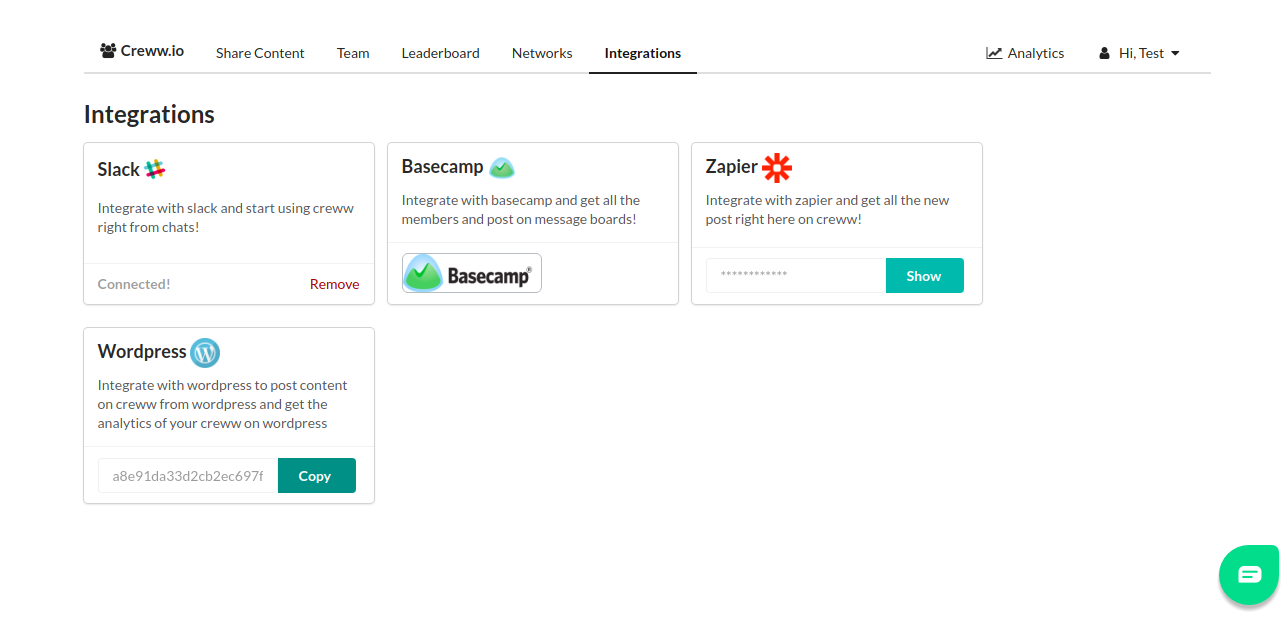 Creww.io
Share Content
Team
Leaderboard
Networks
Integrations
Analytics
Hi, Test
Integrations
Slack
Integrate with slack and start using creww
right from chats!
Connected!
Remove
Basecamp
Integrate with basecamp and get all the
members and post on message boards!
Basecamp®
Zapier
Integrate with zapier and get all the new
post right here on creww!
************
Show
Wordpress
Integrate with wordpress to post content
on creww from wordpress and get the
analytics of your creww on wordpress
a8e91da33d2cb2ec697f
Copy